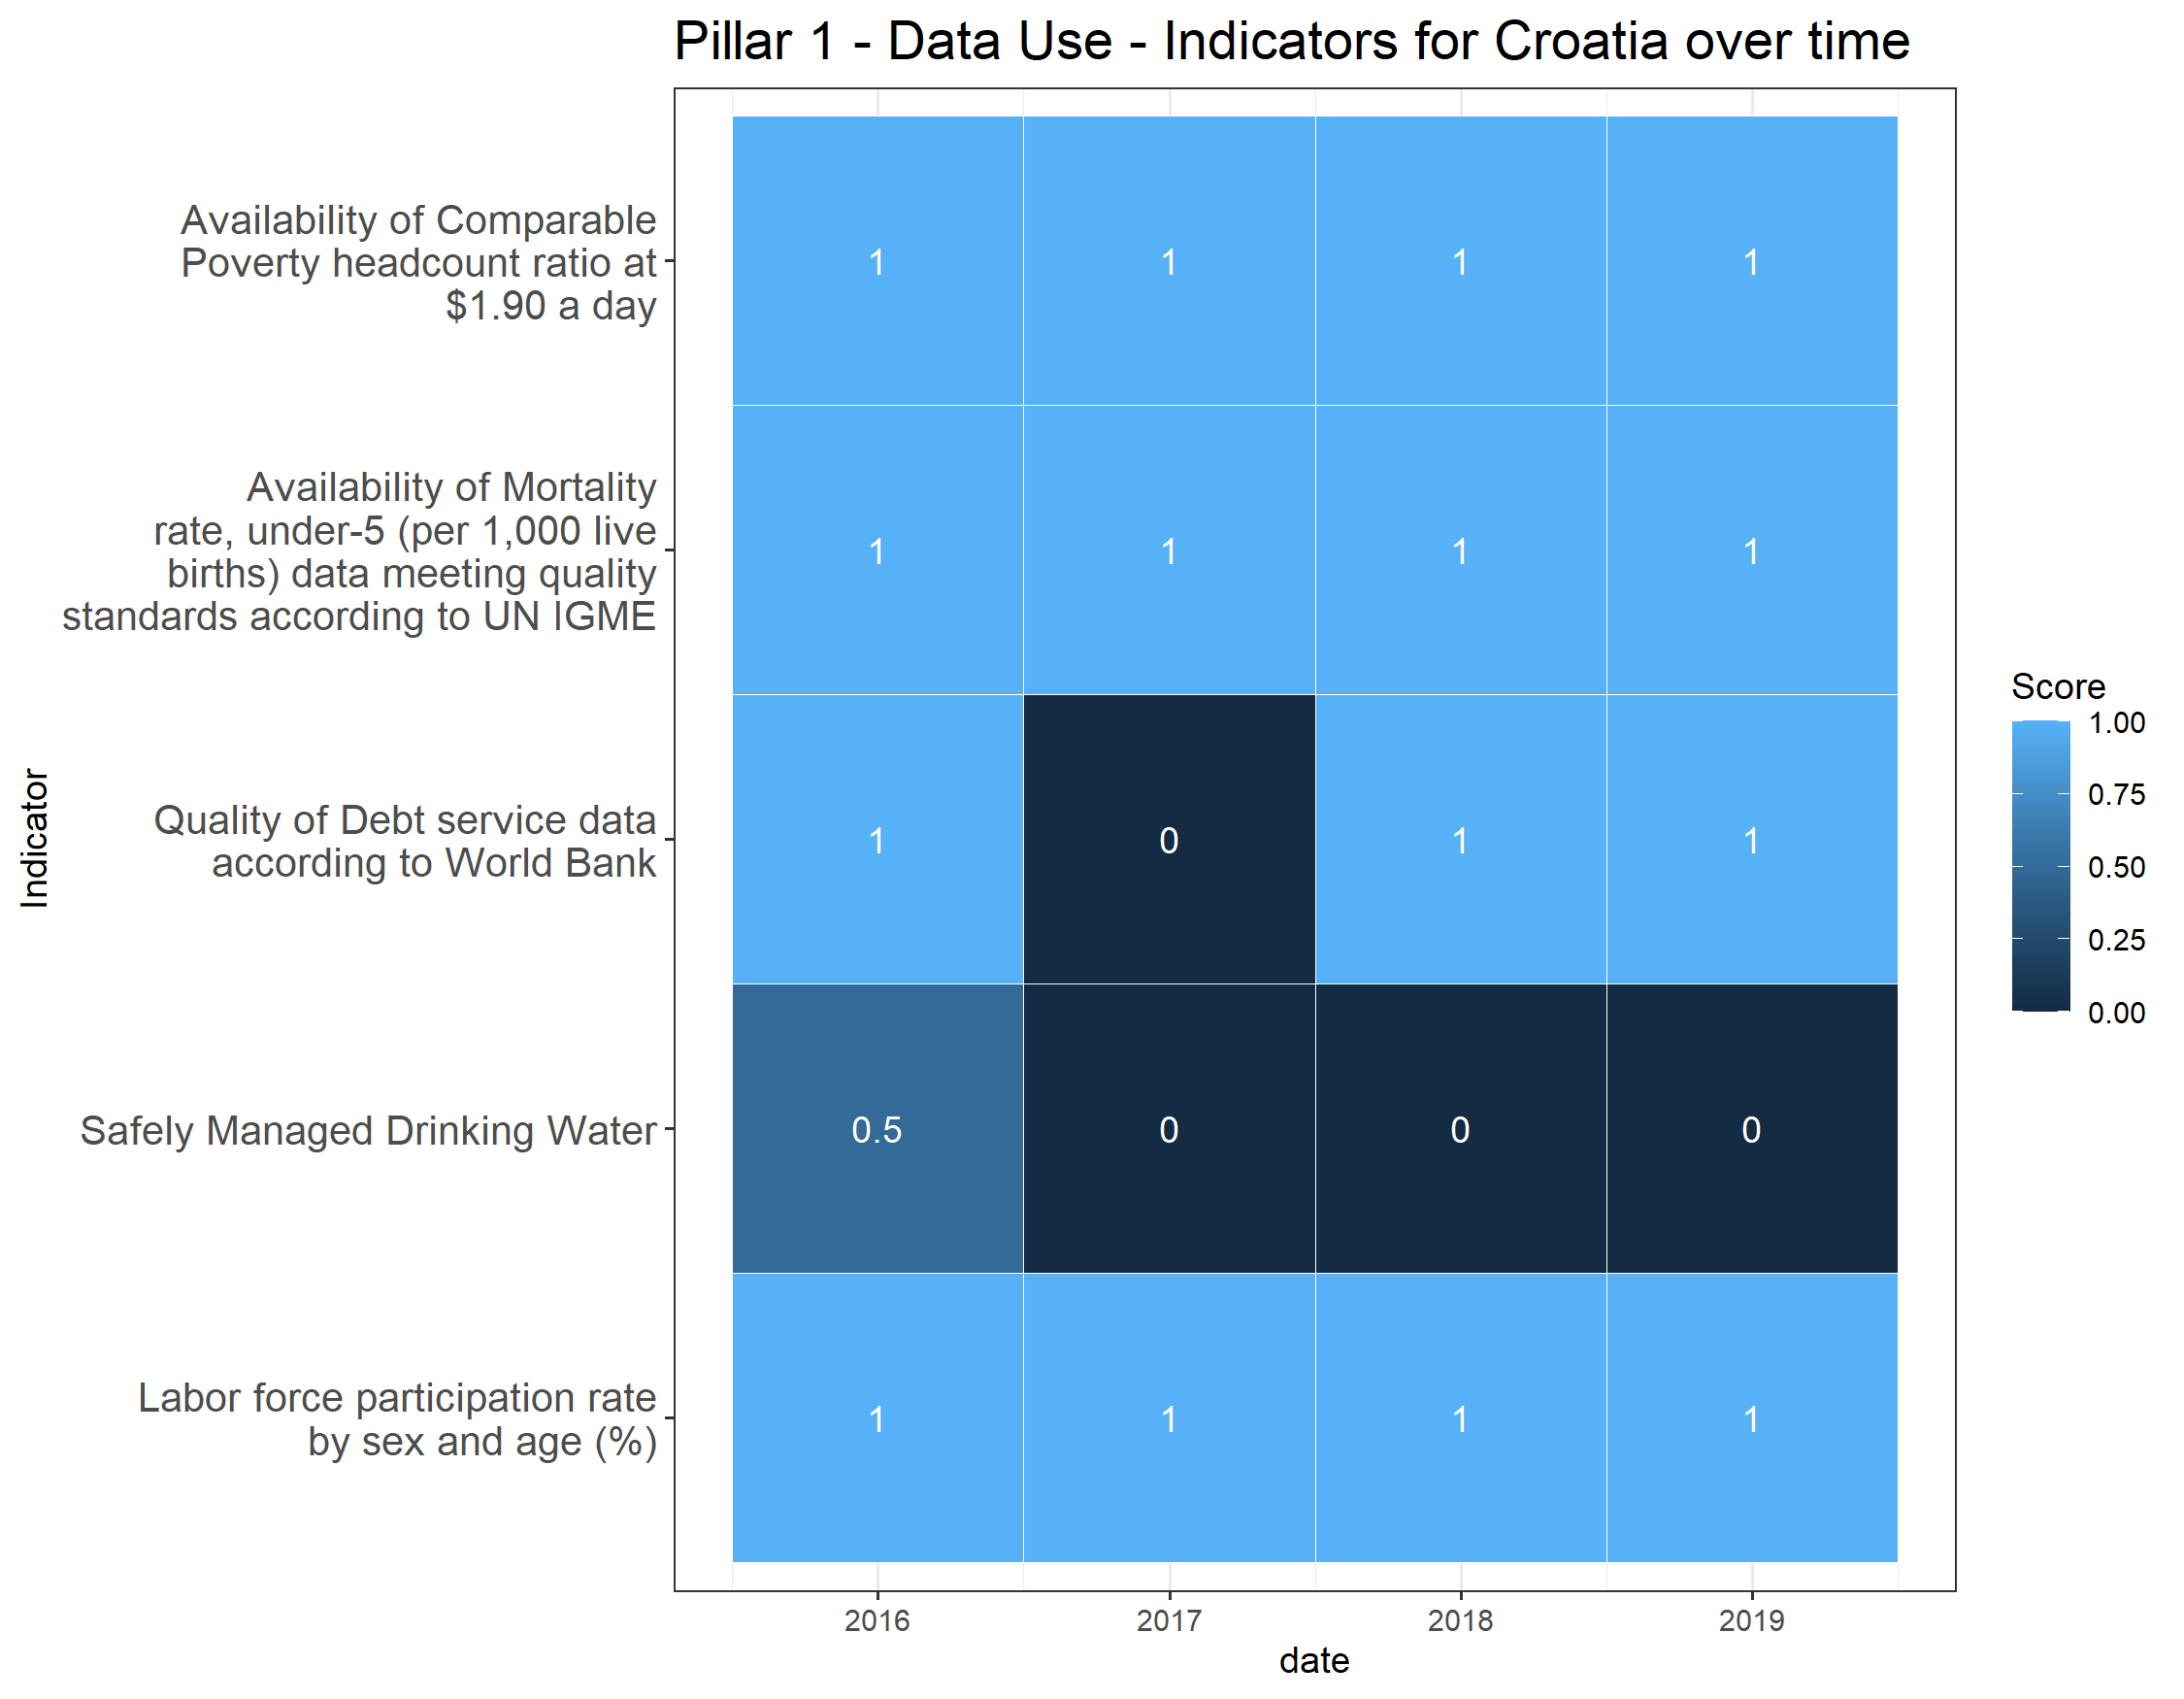 Pillar 1 - Data Use - Indicators for Croatia over time
Indicator
Availability of Comparable
Poverty headcount ratio at
$1.90 a day
1 1 1 1
Availability of Mortality
rate, under-5 (per 1,000 live
births) data meeting quality
standards according to UN IGME
1 1 1 1
Quality of Debt service data
according to World Bank
1 0 1 1
Safely Managed Drinking Water
0.5 0 0 0
Labor force participation rate
by sex and age (%)
1 1 1 1
2016 2017 2018 2019
date
Score
1.00
0.75
0.50
0.25
0.00